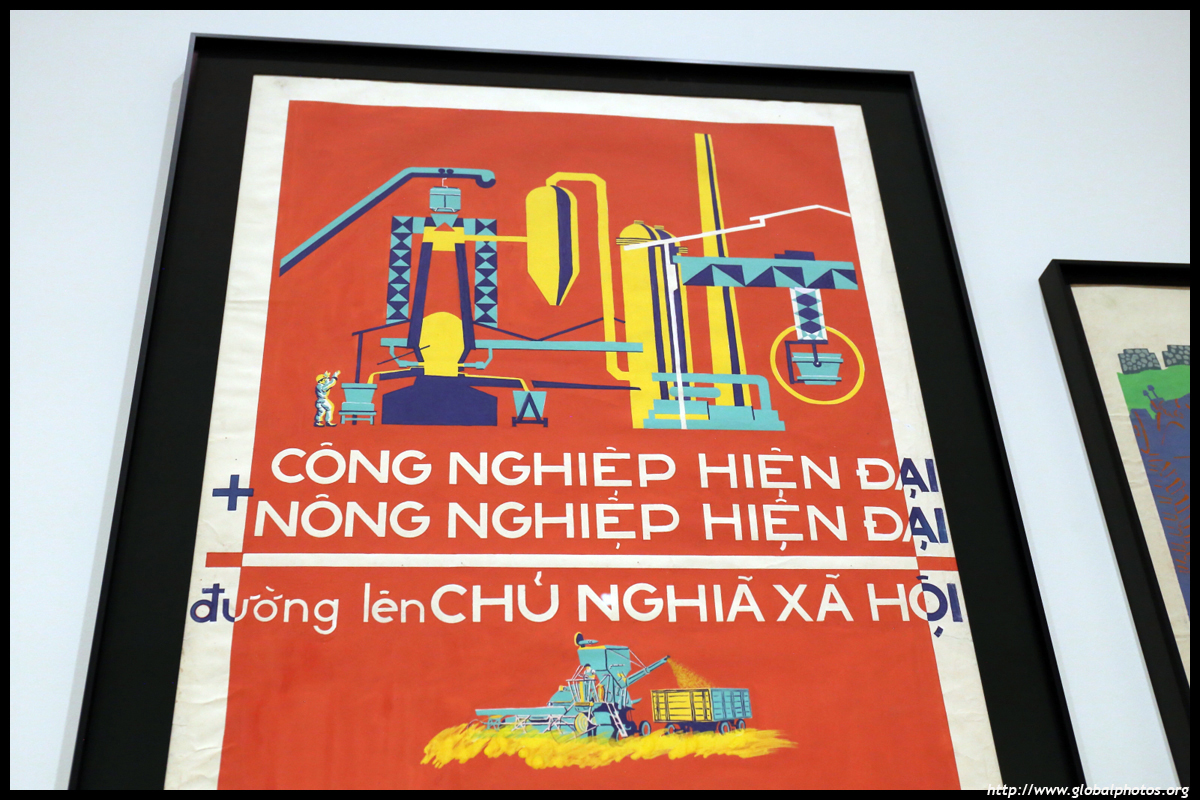 CÔNG NGHIỆP HIỆN ĐẠI
+ NÔNG NGHIỆP HIỆN ĐẠI
đường lên CHỦ NGHĨA XÃ HỘI
http://www.globalphotos.org